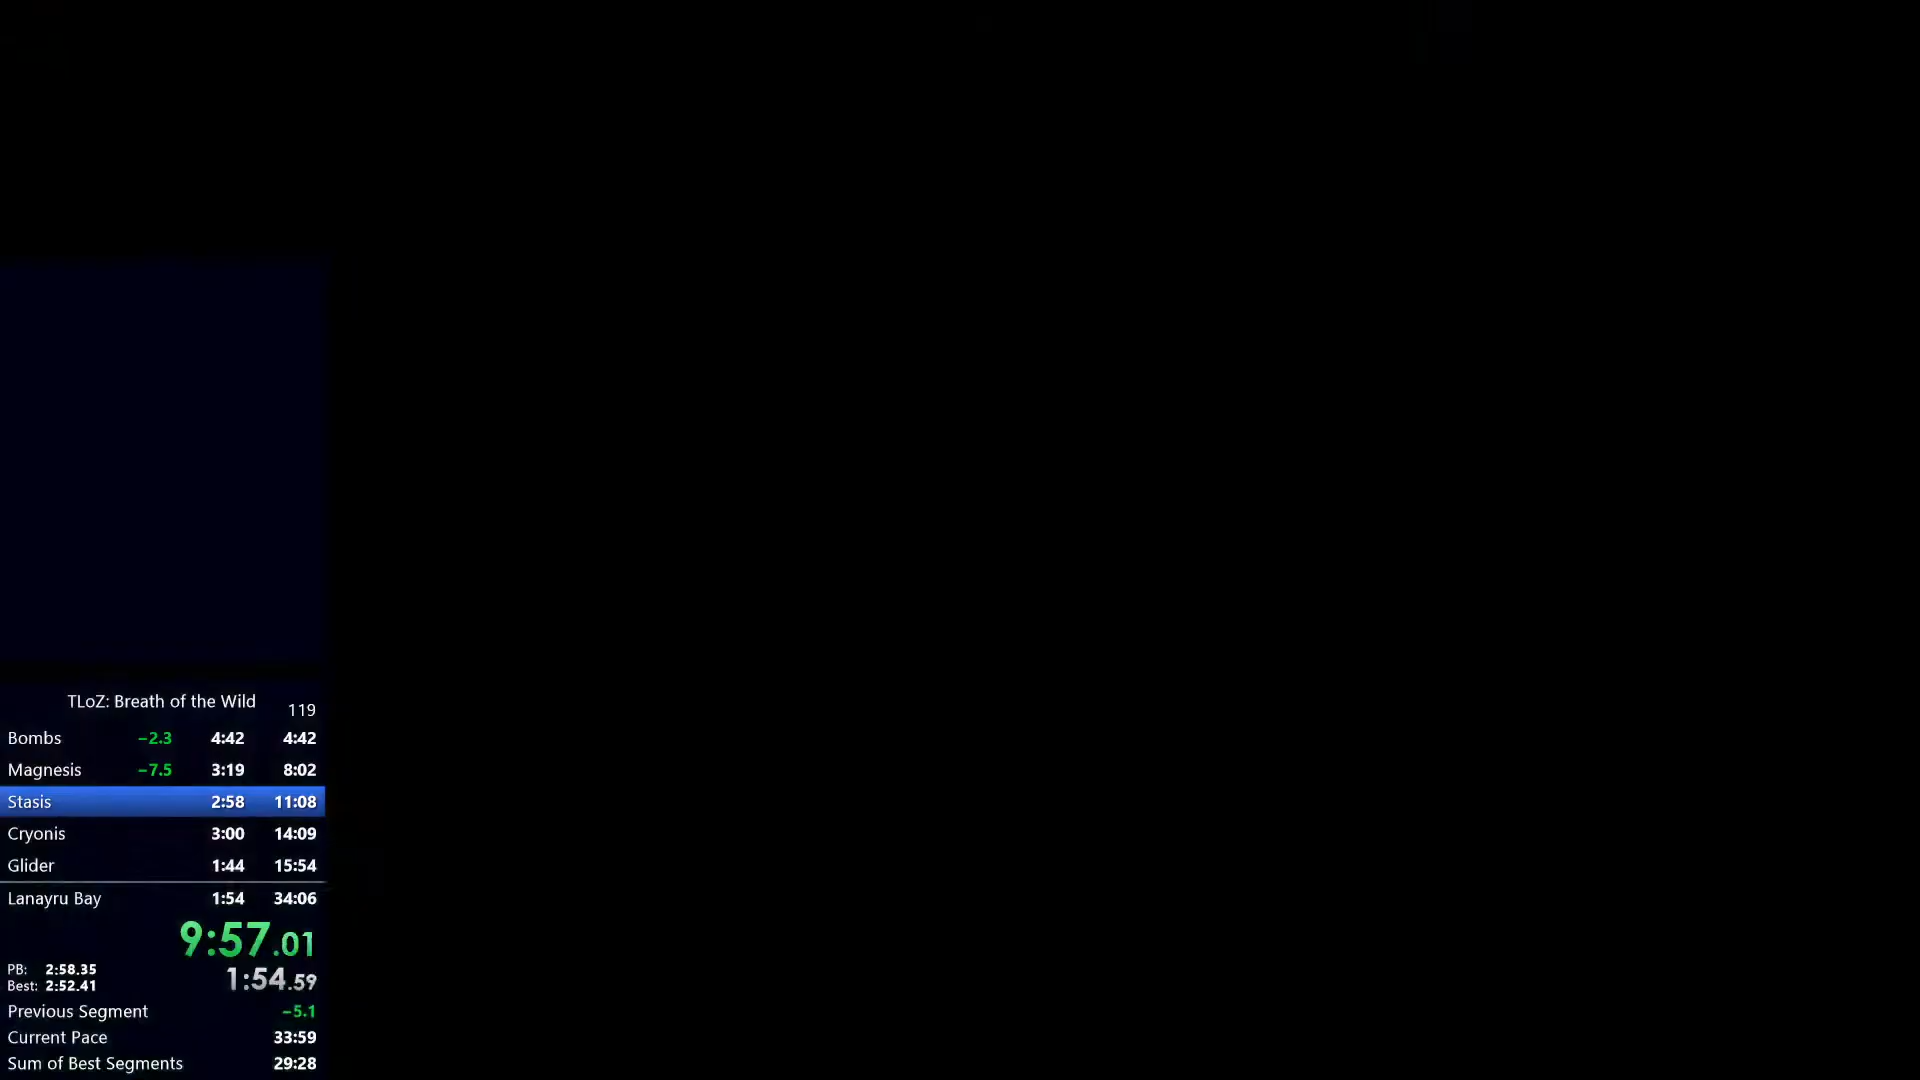 TLoZ: Breath of the Wild
119
Bombs −2.3 4:42 4:42
Magnesis −7.5 3:19 8:02
Stasis 2:58 11:08
Cryonis 3:00 14:09
Glider 1:44 15:54
Lanayru Bay 1:54 34:06
9:57.01
PB: 2:58.35
Best: 2:52.41
1:54.59
Previous Segment −5.1
Current Pace 33:59
Sum of Best Segments 29:28